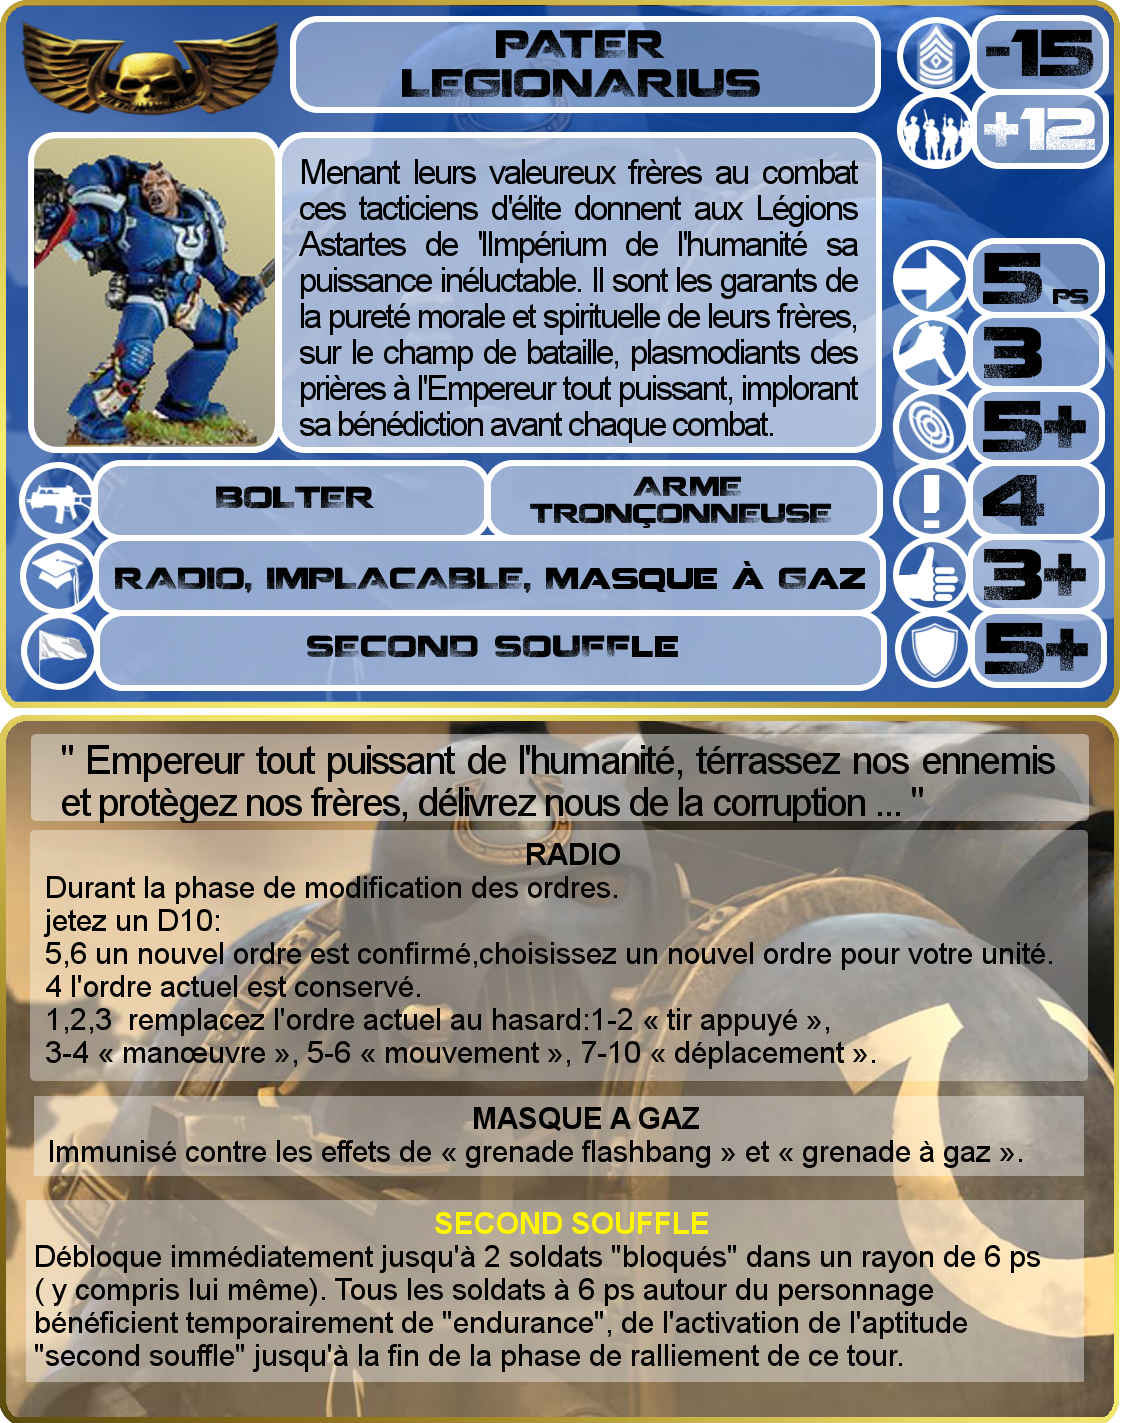 PATER
LEGIONARIUS
-15
+12
Menant leurs valeureux frères au combat
ces tacticiens d'élite donnent aux Légions
Astartes de 'lImpérium de l'humanité sa
puissance inéluctable. Il sont les garants de
la pureté morale et spirituelle de leurs frères,
sur le champ de bataille, plasmodiants des
prières à l'Empereur tout puissant, implorant
sa bénédiction avant chaque combat.
5 PS
3
5+
4
3+
5+
BOLTER
ARME
TRONÇONNEUSE
RADIO, IMPLACABLE, MASQUE À GAZ
SECOND SOUFFLE
" Empereur tout puissant de l'humanité, térrassez nos ennemis
et protègez nos frères, délivrez nous de la corruption ... "
RADIO
Durant la phase de modification des ordres.
jetez un D10:
5,6 un nouvel ordre est confirmé,choisissez un nouvel ordre pour votre unité.
4 l'ordre actuel est conservé.
1,2,3 remplacez l'ordre actuel au hasard:1-2 « tir appuyé »,
3-4 « manœuvre », 5-6 « mouvement », 7-10 « déplacement ».
MASQUE A GAZ
Immunisé contre les effets de « grenade flashbang » et « grenade à gaz ».
SECOND SOUFFLE
Débloque immédiatement jusqu'à 2 soldats "bloqués" dans un rayon de 6 ps
( y compris lui même). Tous les soldats à 6 ps autour du personnage
bénéficient temporairement de "endurance", de l'activation de l'aptitude
"second souffle" jusqu'à la fin de la phase de ralliement de ce tour.